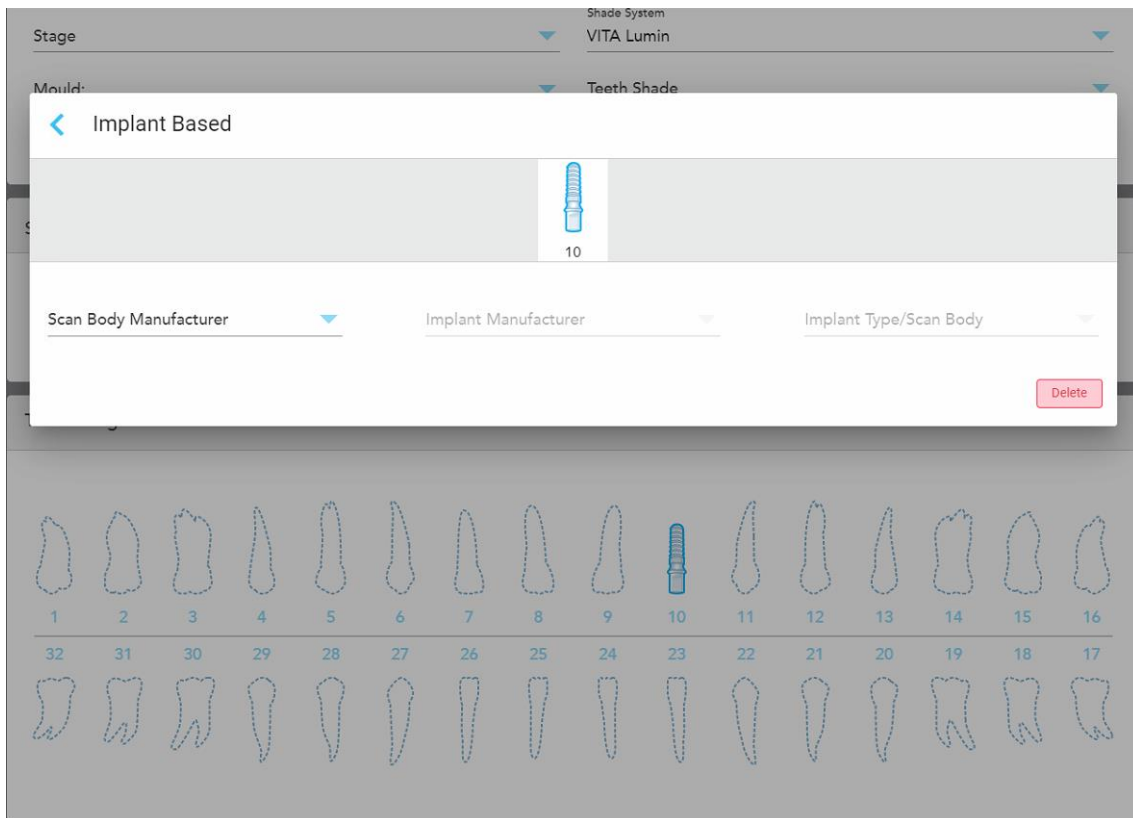 Shade System
Stage
VITA Lumin
Mould:
Teeth Shade
Implant Based
10
Scan Body Manufacturer
Implant Manufacturer
Implant Type/Scan Body
Delete
1 2 3 4 5 6 7 8 9 10 11 12 13 14 15 16
32 31 30 29 28 27 26 25 24 23 22 21 20 19 18 17